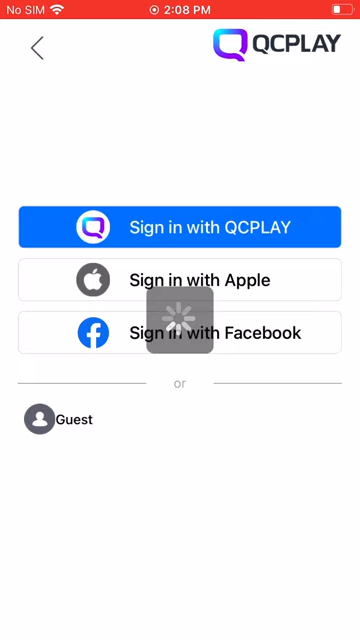 No SIM 2:08 PM
QCPLAY
Sign in with QCPLAY
Sign in with Apple
Sign in with Facebook
or
Guest